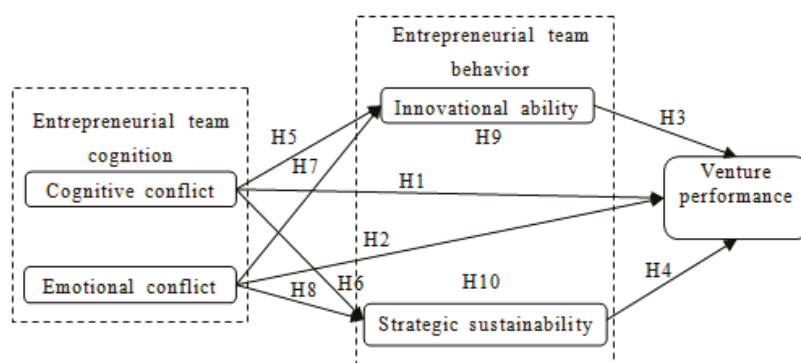 Entrepreneurial team
behavior
Innovational ability
H9
H3
Entrepreneurial team
cognition
H5
H7
Cognitive conflict
H1
Venture
performance
H2
Emotional conflict
H6
H8
H10
H4
Strategic sustainability